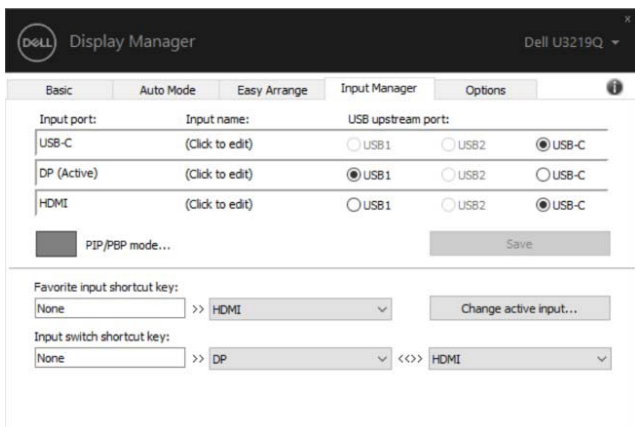 x
DELL Display Manager Dell U3219Q
Basic Auto Mode Easy Arrange Input Manager Options i
Input port: Input name: USB upstream port:
USB-C (Click to edit) USB1 USB2 USB-C
DP (Active) (Click to edit) USB1 USB2 USB-C
HDMI (Click to edit) USB1 USB2 USB-C
PIP/PBP mode... Save
Favorite input shortcut key:
None >> HDMI Change active input...
Input switch shortcut key:
None >> DP <<>> HDMI